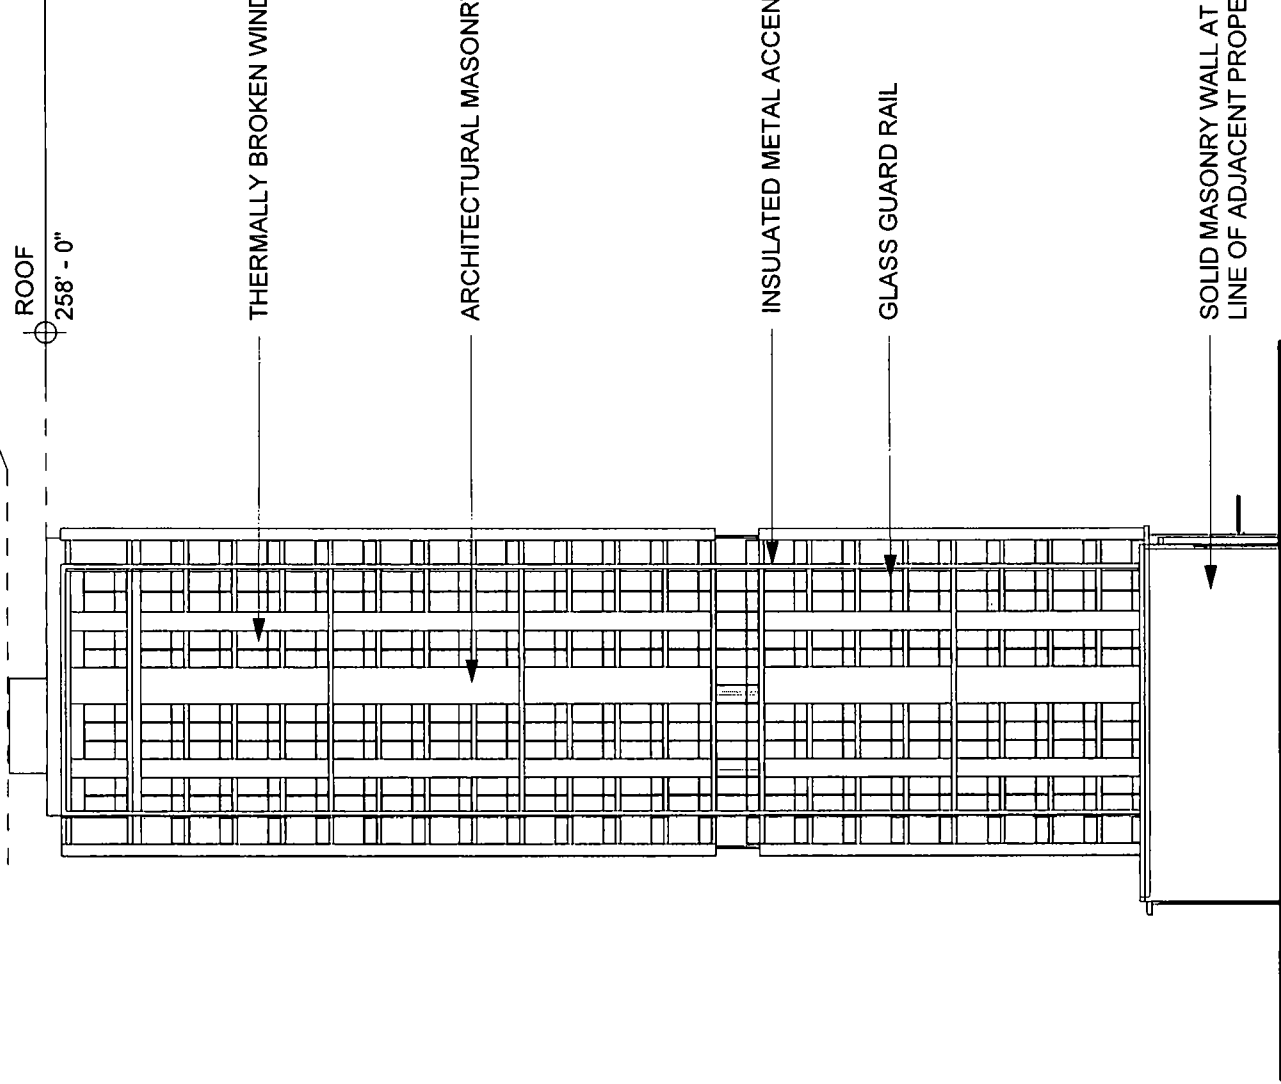 ROOF
258' - 0"
THERMALLY BROKEN WIND
ARCHITECTURAL MASONRY
INSULATED METAL ACCEN
GLASS GUARD RAIL
SOLID MASONRY WALL AT
LINE OF ADJACENT PROPE